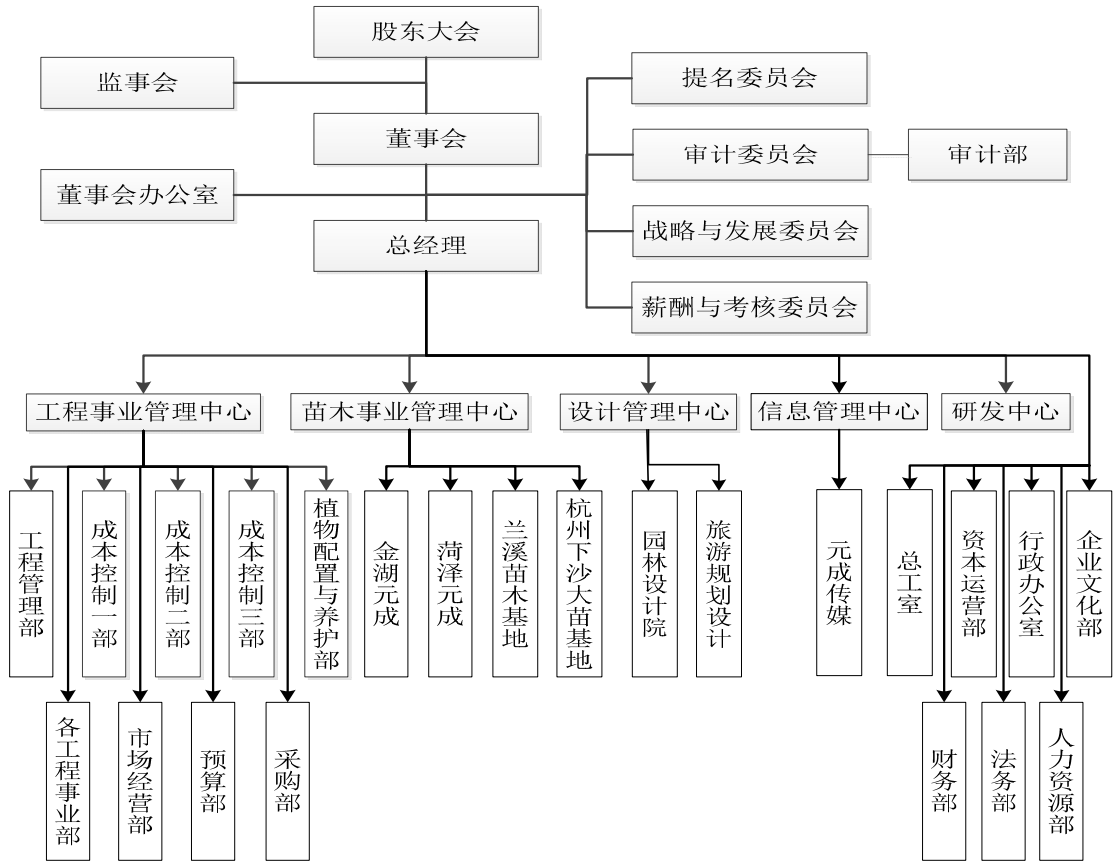 股东大会
监事会
提名委员会
董事会
审计委员会
审计部
董事会办公室
战略与发展委员会
总经理
薪酬与考核委员会
工程事业管理中心
苗木事业管理中心
设计管理中心
信息管理中心
研发中心
工程管理部
成本控制一部
成本控制二部
成本控制三部
植物配置与养护部
金湖元成
菏泽元成
兰溪苗木基地
杭州下沙大苗基地
园林设计院
旅游规划设计
元成传媒
总工室
资本运营部
行政办公室
企业文化部
各工程事业部
市场经营部
预算部
采购部
财务部
法务部
人力资源部